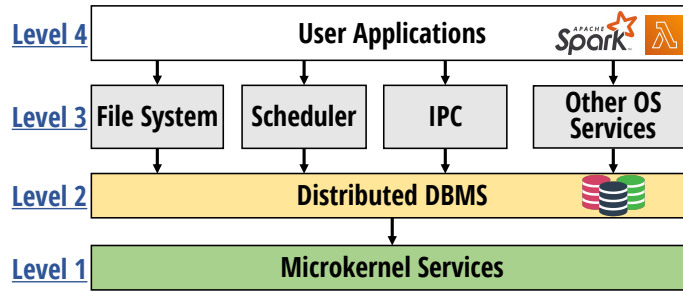 Level 4
User Applications
APACHE
Spark
Level 3
File System
Scheduler
IPC
Other OS
Services
Level 2
Distributed DBMS
Level 1
Microkernel Services